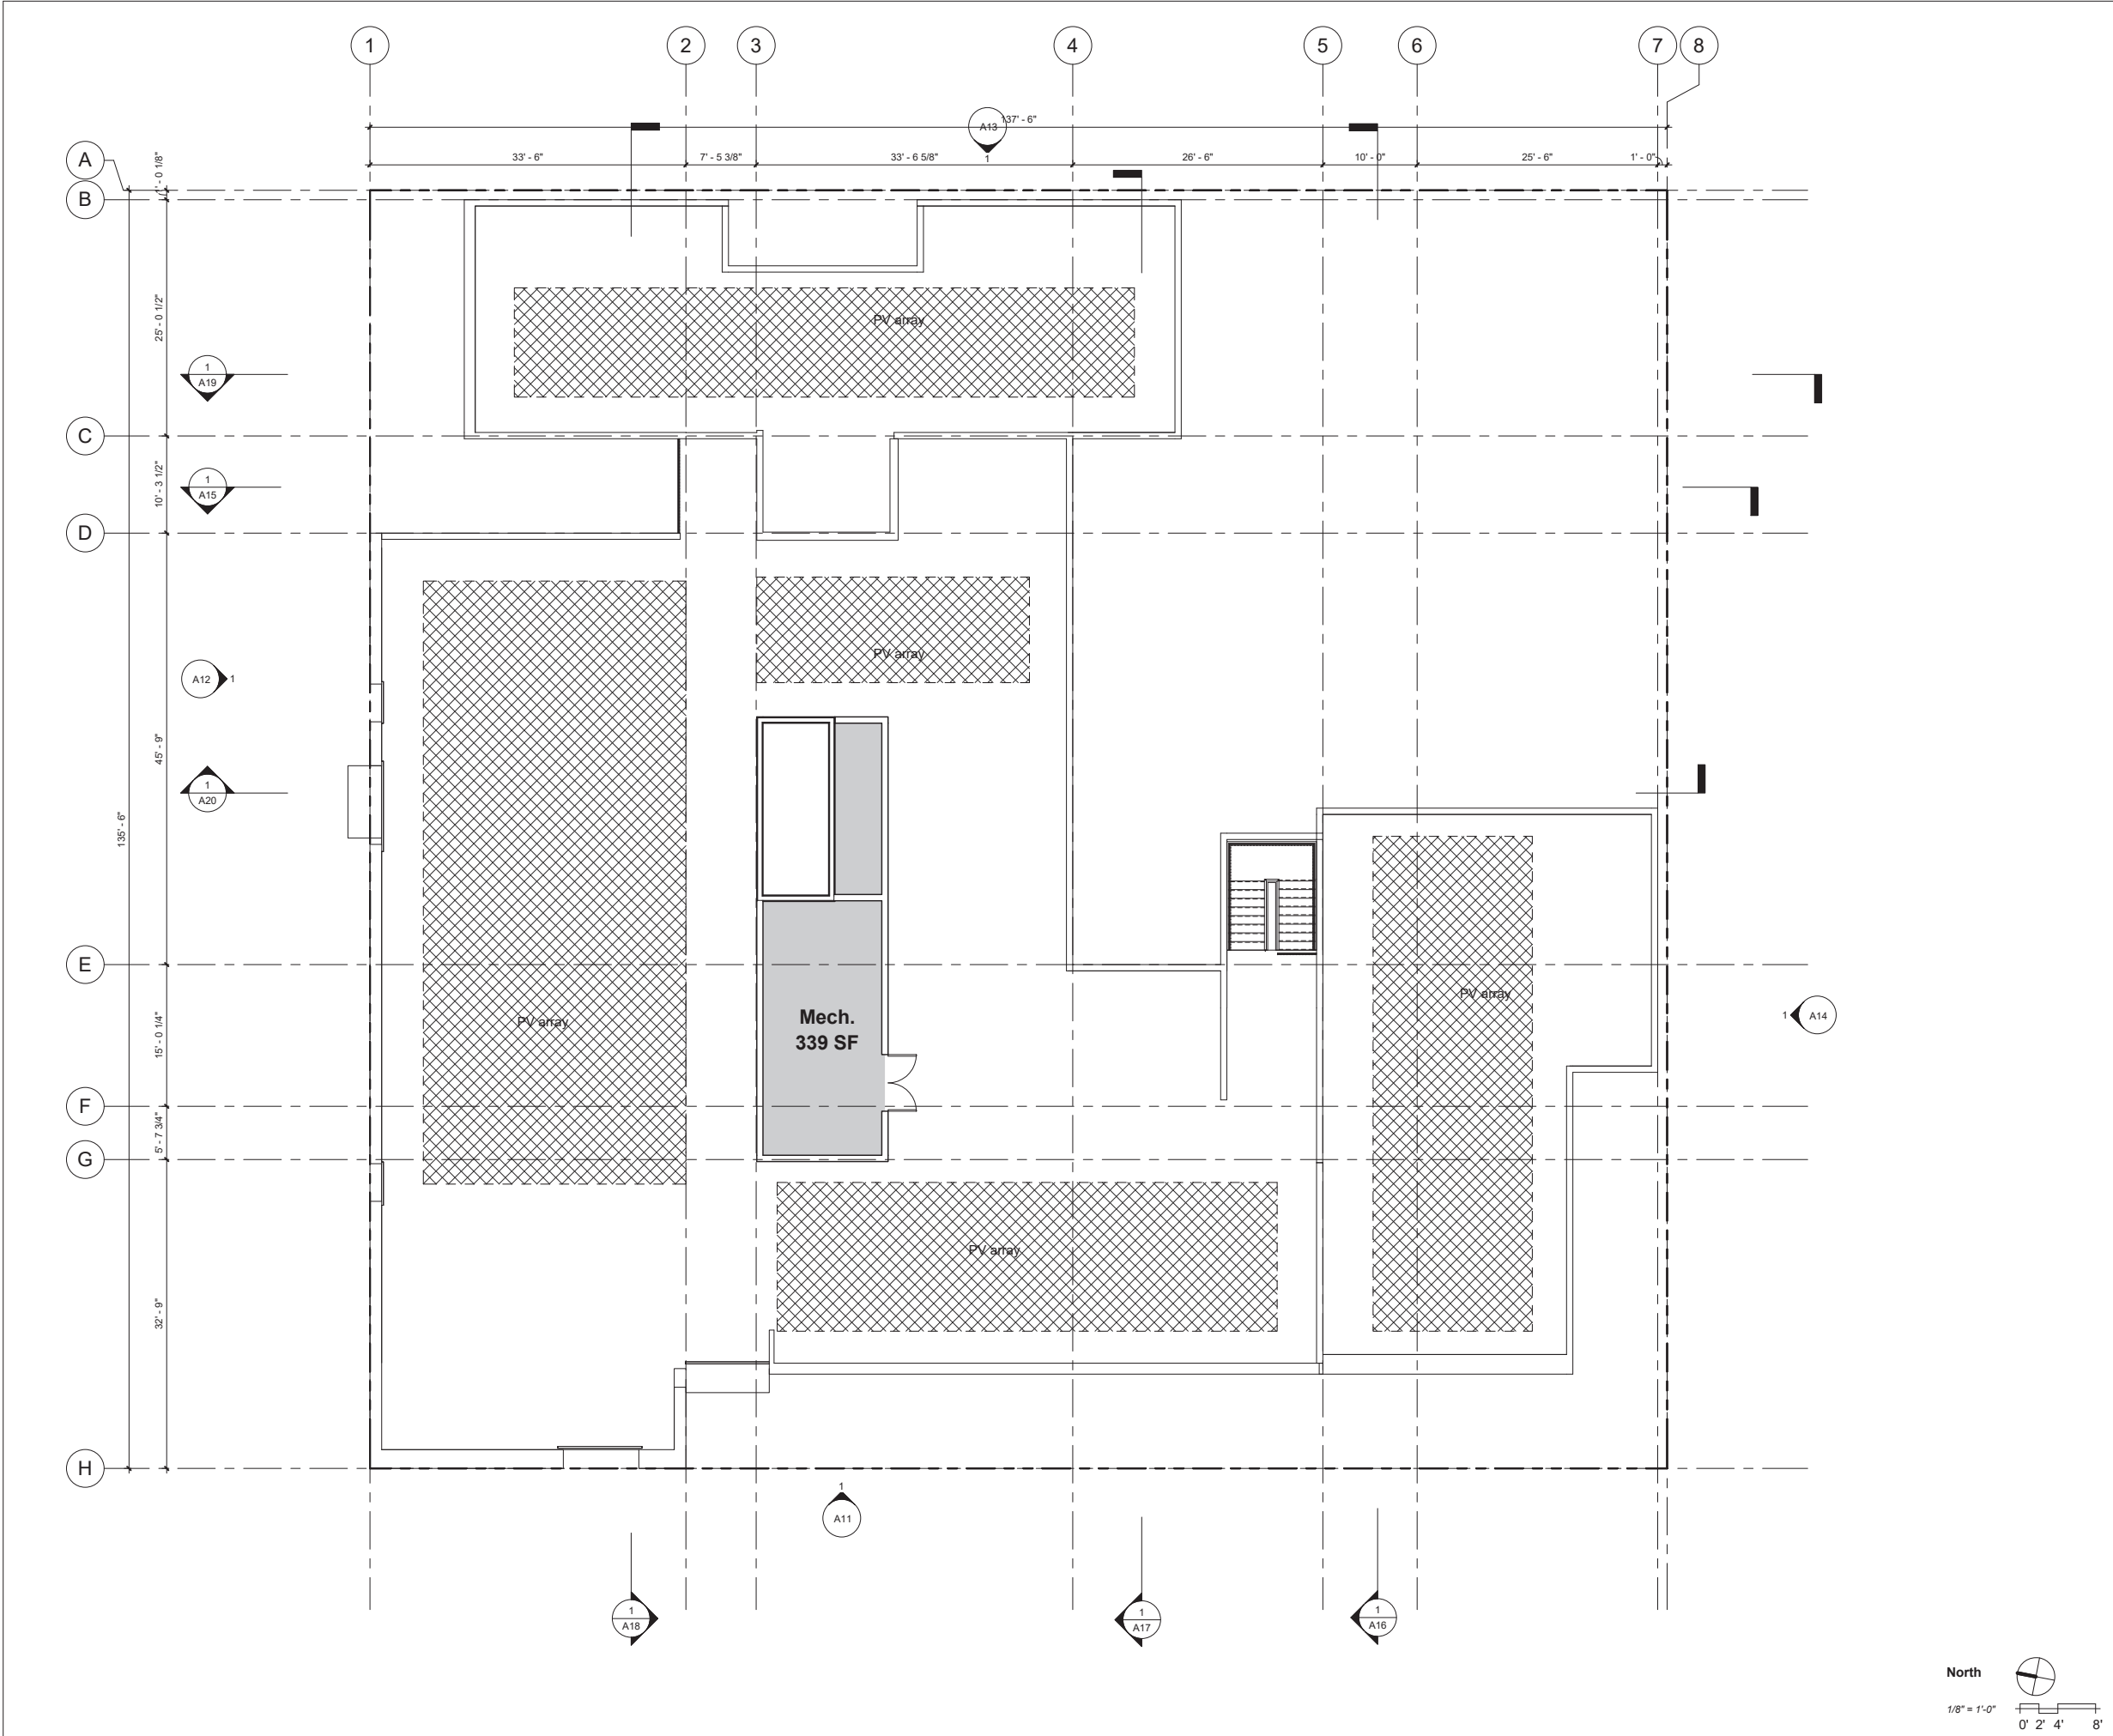 1 2 3 4 5 6 7 8
137' - 6"
A13
1
33' - 6" 7' - 5 3/8" 33' - 6 5/8" 26' - 6" 10' - 0" 25' - 6" 1' - 0"
A
1' - 0 1/8"
B
25' - 0 1/2"
PV array
1
A19
C
10' - 3 1/2"
1
A15
D
PV array
A12 1
45' - 9"
1
A20
135' - 6"
E
PV array
PV array
15' - 0 1/4"
Mech.
339 SF
1 A14
F
5' - 7 3/4"
G
PV array
32' - 9"
H
1
A11
1
A18
1
A17
1
A16
North
1/8" = 1'-0"
0' 2' 4' 8'